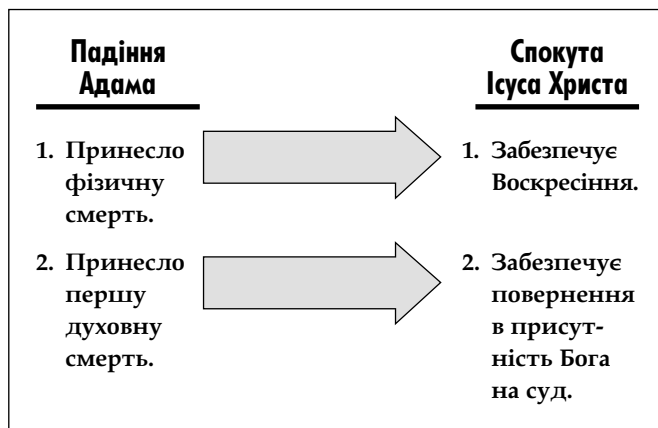 Падіння
Адама
1. Принесло
фізичну
смерть.
2. Принесло
першу
духовну
смерть.
Спокута
Ісуса Христа
1. Забезпечує
Воскресіння.
2. Забезпечує
повернення
в присут-
ність Бога
на суд.